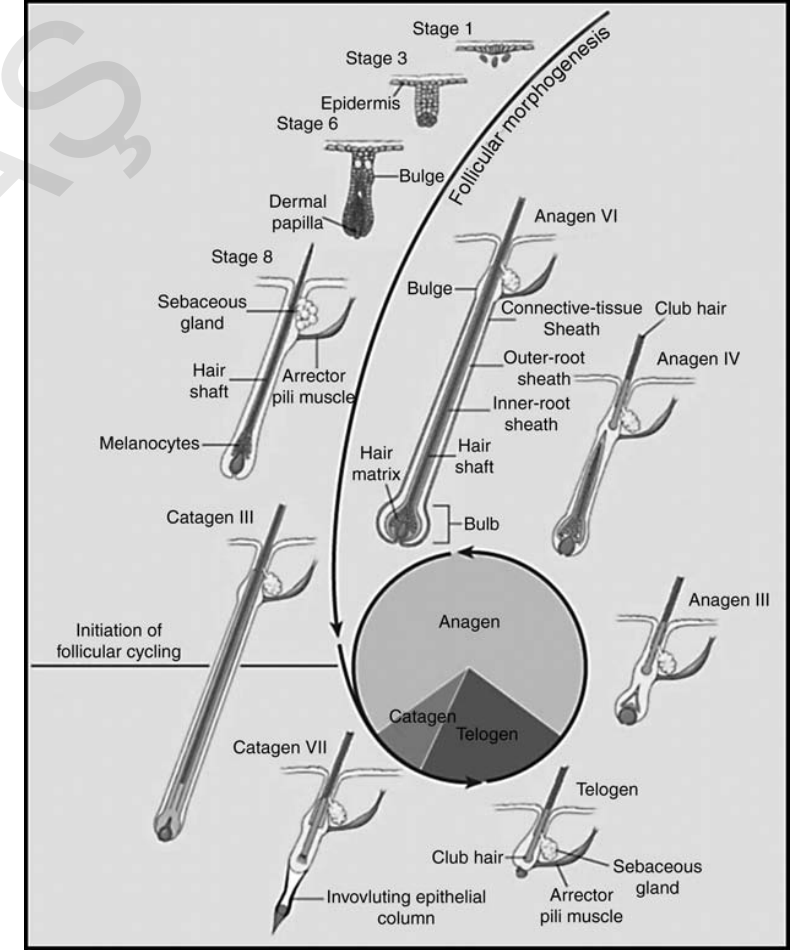 Stage 1
Stage 3
Epidermis
Stage 6
Bulge
Dermal
papilla
Follicular morphogenesis
Stage 8
Sebaceous
gland
Hair
shaft
Arrector
pili muscle
Melanocytes
Anagen VI
Bulge
Connective-tissue
Sheath
Outer-root
sheath
Inner-root
sheath
Hair
matrix
Hair
shaft
Bulb
Club hair
Anagen IV
Catagen III
Anagen III
Initiation of
follicular cycling
Anagen
Catagen
Telogen
Catagen VII
Invovluting epithelial
column
Telogen
Club hair
Sebaceous
gland
Arrector
pili muscle